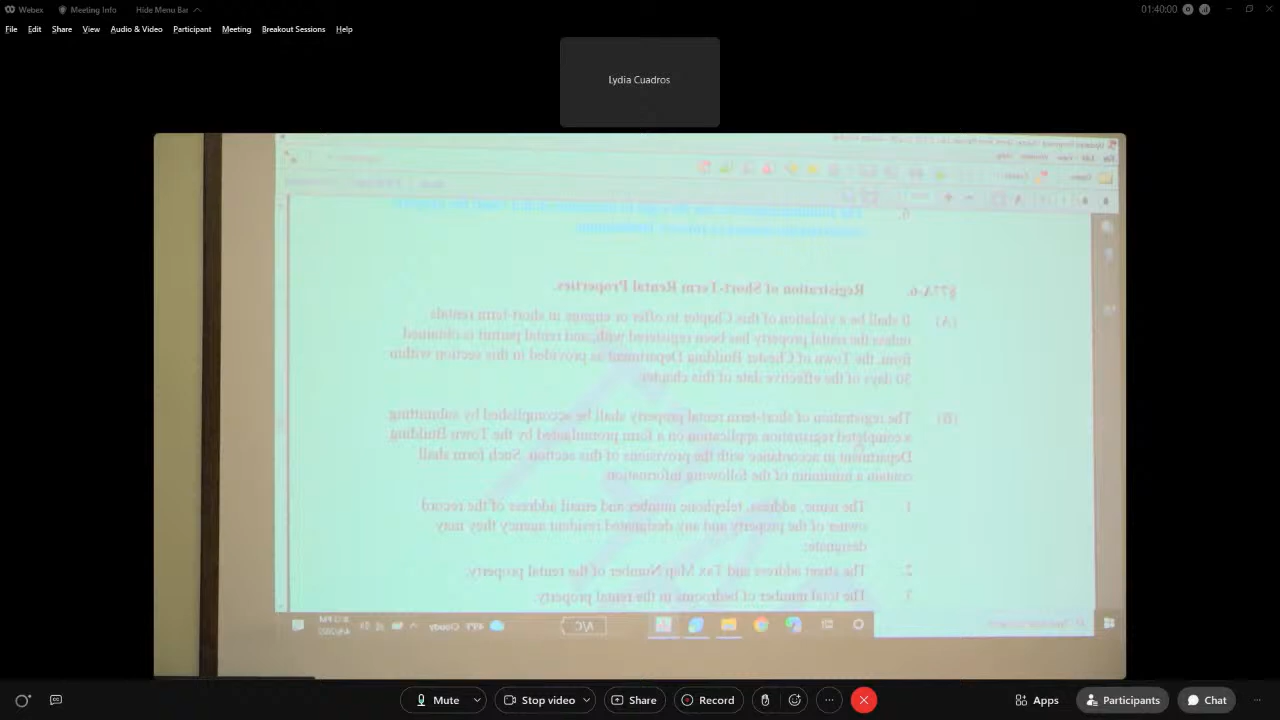 Webex
Meeting Info
Hide Menu Bar
01:40:00
File Edit Share View Audio & Video Participant Meeting Breakout Sessions Help
Lydia Cuadros
6.
§77A-6. Registration of Short-Term Rental Properties.
(A) It shall be a violation of this Chapter to offer or engage in short-term rentals
unless the rental property has been registered with, and rental permit is obtained
from, the Town of Chester Building Department as provided in this section within
30 days of the effective date of this chapter.
(B) The registration of short-term rental property shall be accomplished by submitting
a completed registration application on a form promulgated by the Town Building
Department in accordance with the provisions of this section. Such form shall
contain a minimum of the following information:
1. The name, address, telephone number and email address of the record
owner of the property and any designated resident agency they may
designate;
2. The street address and Tax Map Number of the rental property.
3. The total number of bedrooms in the rental property.
A/C
Cloudy
Mute
Stop video
Share
Record
Apps
Participants
Chat